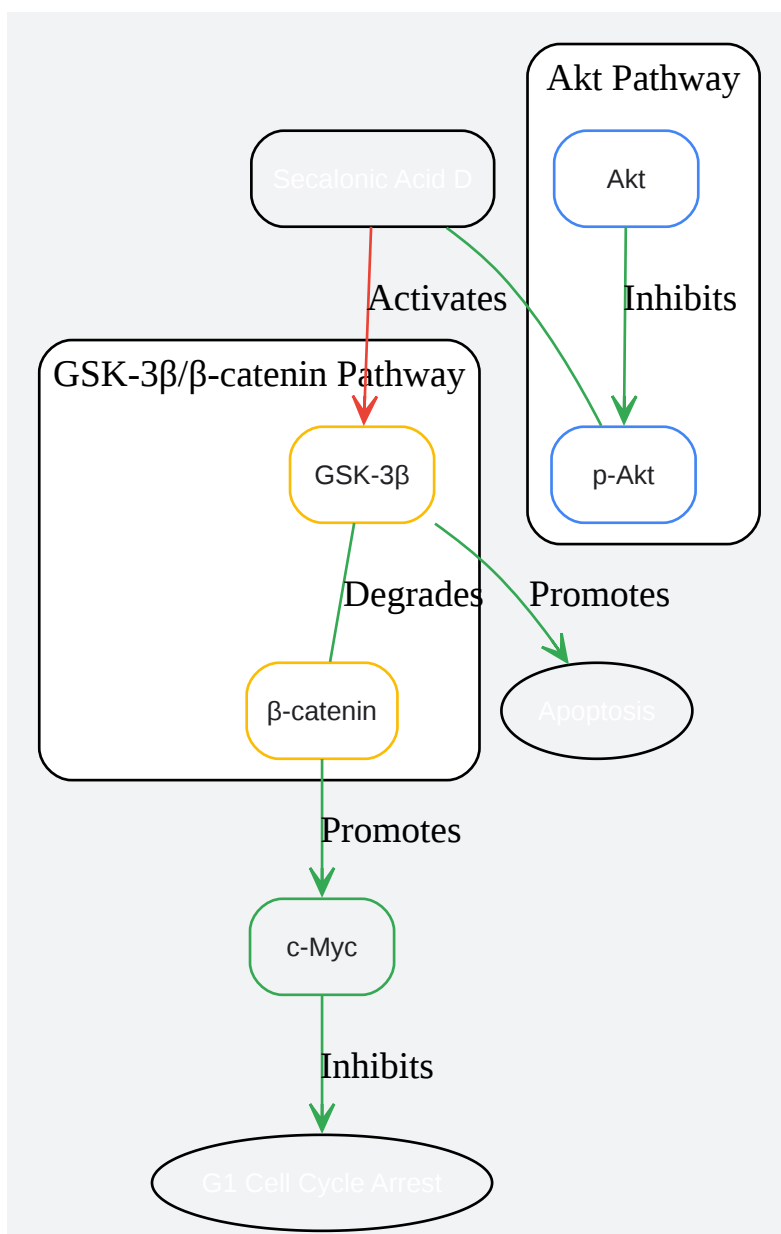 Akt Pathway
Secalonic Acid D
Akt
Activates
Inhibits
GSK-3β/β-catenin Pathway
GSK-3β
p-Akt
Degrades
Promotes
β-catenin
Apoptosis
Promotes
c-Myc
Inhibits
G1 Cell Cycle Arrest